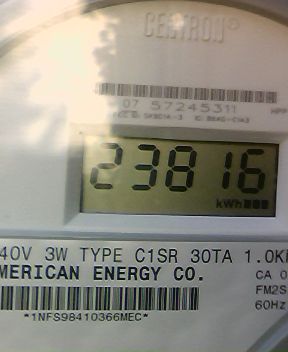 CENTRON®
07 57245311
23816
kWh
40V 3W TYPE C1SR 30TA 1.0K
MERICAN ENERGY CO.
CA 0
FM2S
60Hz
*1NFS98410366MEC*